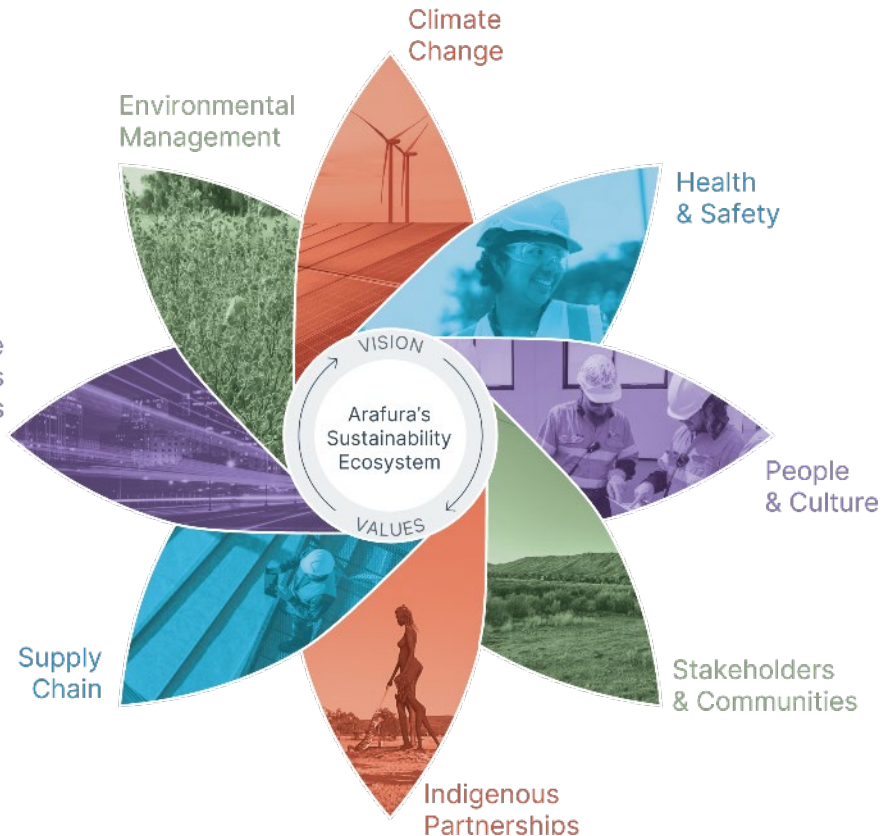 Climate
Change
Environmental
Management
Health
& Safety
VISION
Arafura's
Sustainability
Ecosystem
VALUES
People
& Culture
Supply
Chain
Stakeholders
& Communities
Indigenous
Partnerships